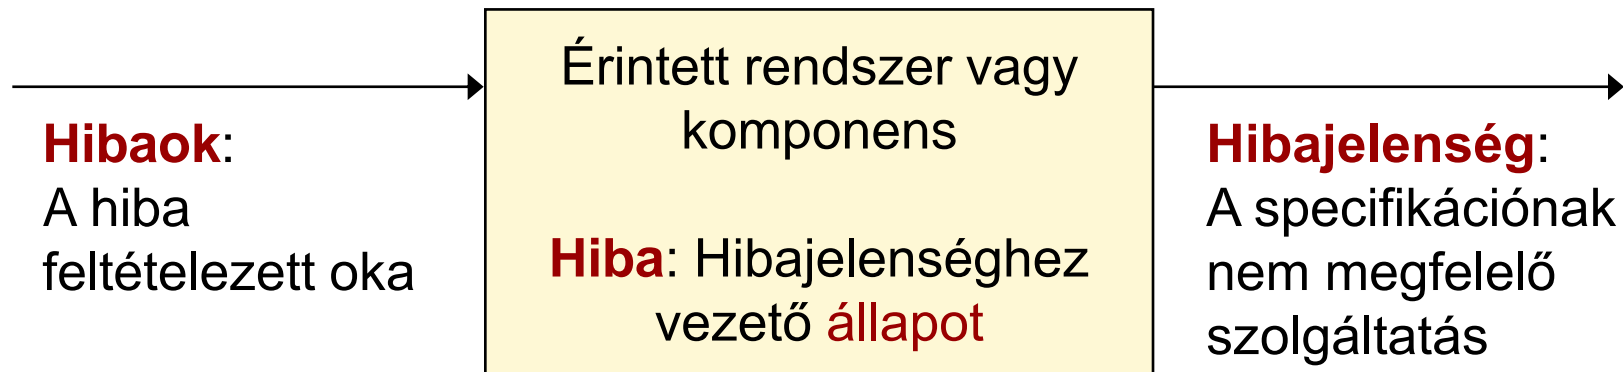 Hibaok:
A hiba
feltételezett oka
Érintett rendszer vagy
komponens
Hiba: Hibajelenséghez
vezető állapot
Hibajelenség:
A specifikációnak
nem megfelelő
szolgáltatás